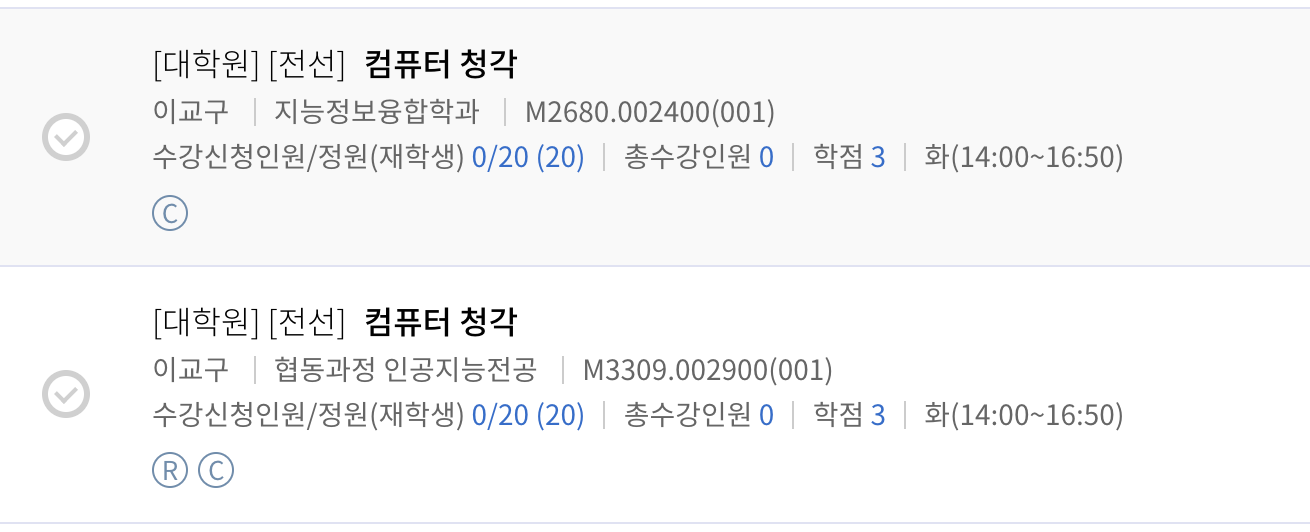 [대학원] [전선] 컴퓨터 청각
이교구 | 지능정보융합학과 | M2680.002400(001)
수강신청인원/정원(재학생) 0/20 (20) | 총수강인원 0 | 학점 3 | 화(14:00~16:50)
Ⓒ
[대학원] [전선] 컴퓨터 청각
이교구 | 협동과정 인공지능전공 | M3309.002900(001)
수강신청인원/정원(재학생) 0/20 (20) | 총수강인원 0 | 학점 3 | 화(14:00~16:50)
Ⓡ Ⓒ